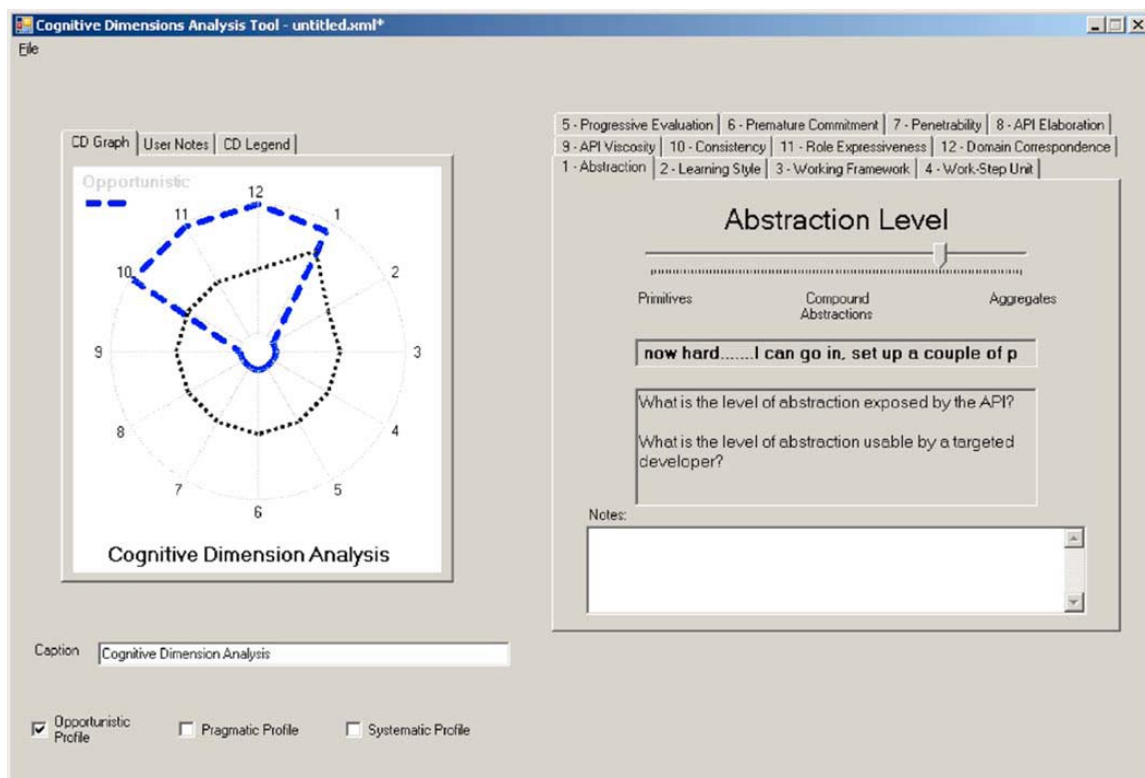 Cognitive Dimensions Analysis Tool - untitled.xml*
File
CD Graph User Notes CD Legend
Opportunistic
12
11 1
10 2
9 3
8 4
7 5
6
Cognitive Dimension Analysis
Caption Cognitive Dimension Analysis
Opportunistic
Profile
Pragmatic Profile
Systematic Profile
5 - Progressive Evaluation 6 - Premature Commitment 7 - Penetrability 8 - API Elaboration
9 - API Viscosity 10 - Consistency 11 - Role Expressiveness 12 - Domain Correspondence
1 - Abstraction 2 - Learning Style 3 - Working Framework 4 - Work-Step Unit
Abstraction Level
Primitives Compound Aggregates
Abstractions
now hard.......I can go in, set up a couple of p
What is the level of abstraction exposed by the API?
What is the level of abstraction usable by a targeted
developer?
Notes: